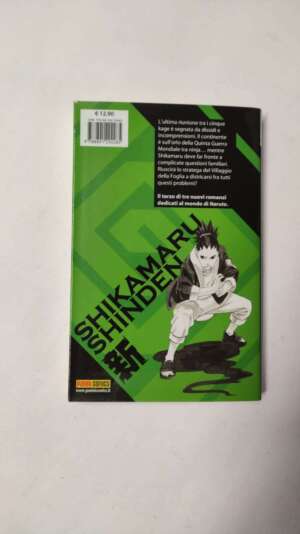 € 12,90
L'ultima riunione tra i cinque
kage è segnata da dissidi e
incomprensioni. Il continente
è sull'orlo della Quinta Guerra
Mondiale tra ninja... mentre
Shikamaru deve far fronte a
complicate questioni familiari.
Riuscirà lo stratega del Villaggio
della Foglia a districarsi fra tutti
questi problemi?
Il terzo di tre nuovi romanzi
dedicati al mondo di Naruto.
SHIKAMARU
SHINDEN
新
PANINI COMICS
www.paninicomics.it